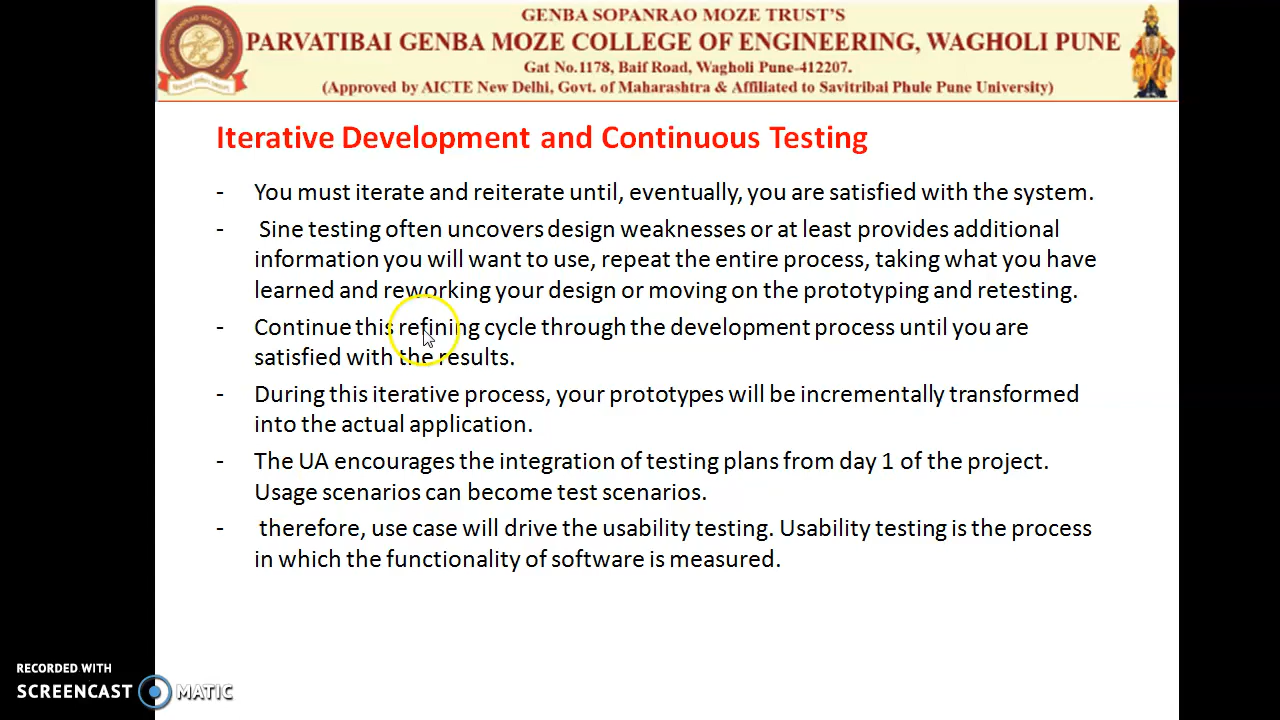 GENBA SOPANRAO MOZE TRUST'S
PARVATIBAI GENBA MOZE COLLEGE OF ENGINEERING, WAGHOLI PUNE
Gat No.1178, Baif Road, Wagholi Pune-412207.
(Approved by AICTE New Delhi, Govt. of Maharashtra & Affiliated to Savitribai Phule Pune University)
Iterative Development and Continuous Testing
- You must iterate and reiterate until, eventually, you are satisfied with the system.
- Sine testing often uncovers design weaknesses or at least provides additional
information you will want to use, repeat the entire process, taking what you have
learned and reworking your design or moving on the prototyping and retesting.
- Continue this refining cycle through the development process until you are
satisfied with the results.
- During this iterative process, your prototypes will be incrementally transformed
into the actual application.
- The UA encourages the integration of testing plans from day 1 of the project.
Usage scenarios can become test scenarios.
- therefore, use case will drive the usability testing. Usability testing is the process
in which the functionality of software is measured.
RECORDED WITH
SCREENCAST MATIC